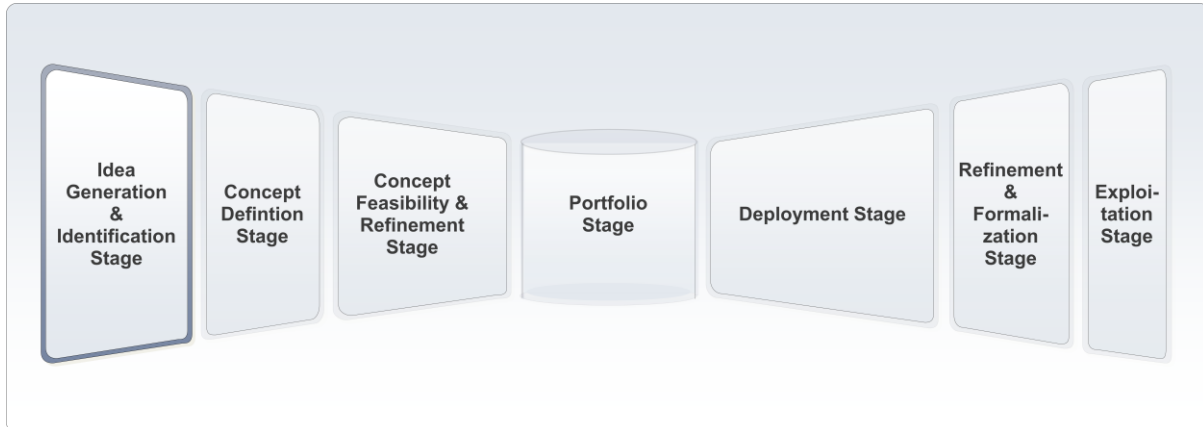 Idea
Generation
&
Identification
Stage
Concept
Defintion
Stage
Concept
Feasibility &
Refinement
Stage
Portfolio
Stage
Deployment Stage
Refinement
&
Formali-
zation
Stage
Exploi-
tation
Stage